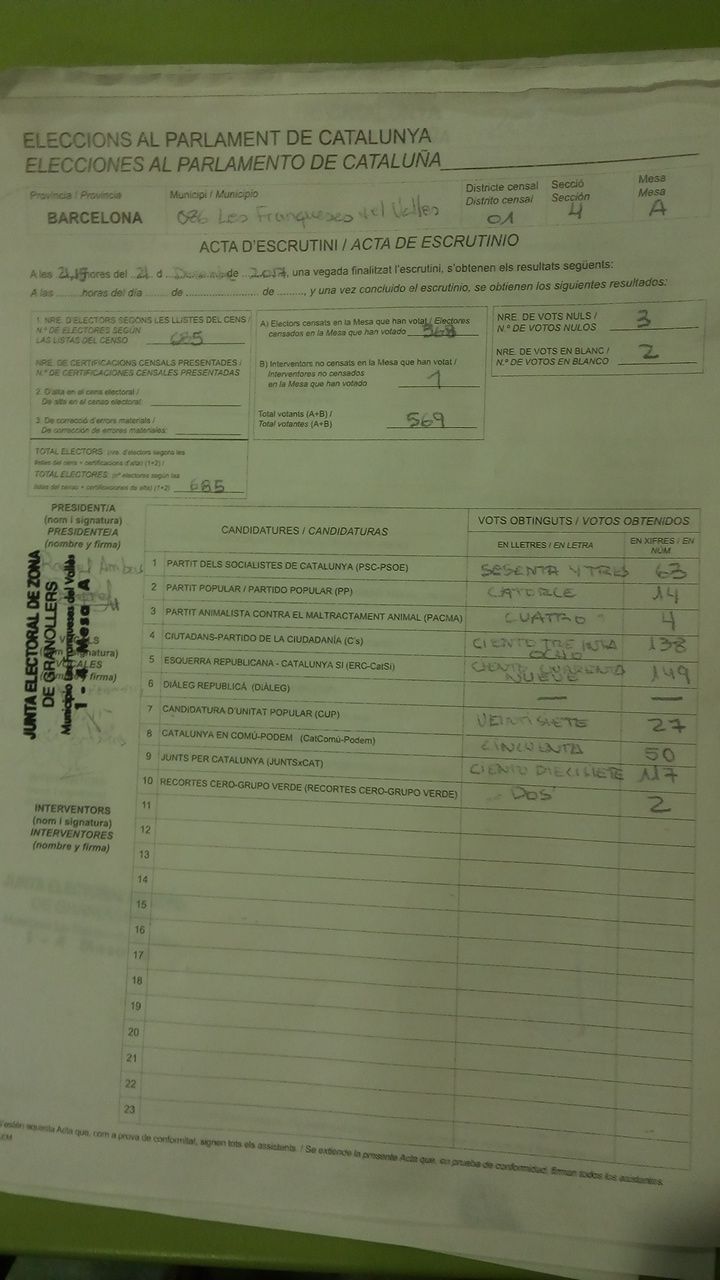 ELECCIONS AL PARLAMENT DE CATALUNYA
ELECCIONES AL PARLAMENTO DE CATALUÑA
Província / Provincia
BARCELONA
Municipi / Municipio
086 Les Franqueses del Vallès
Districte censal
Distrito censal
01
Secció
Sección
4
Mesa
Mesa
A
ACTA D'ESCRUTINI / ACTA DE ESCRUTINIO
A les 21,15 hores del 21 d de 2017, una vegada finalitzat l'escrutini, s'obtenen els resultats següents:
A las ........ horas del día ...... de ............ de ........, y una vez concluido el escrutinio, se obtienen los siguientes resultados:
1. NRE. D'ELECTORS SEGONS LES LLISTES DEL CENS /
N.º DE ELECTORES SEGÚN
LAS LISTAS DEL CENSO 685
NRE. DE CERTIFICACIONS CENSALS PRESENTADES /
N.º DE CERTIFICACIONES CENSALES PRESENTADAS
2. D'alta en el cens electoral /
De alta en el censo electoral:
3. De correcció d'errors materials /
De corrección de errores materiales:
TOTAL ELECTORS: (nre. d'electors segons les
llistes del cens + certificacions d'alta) (1+2) /
TOTAL ELECTORES: (nº electores según las
listas del censo + certificaciones de alta) (1+2) 685
A) Electors censats en la Mesa que han votat / Electores
censados en la Mesa que han votado 568
B) Interventors no censats en la Mesa que han votat /
Interventores no censados
en la Mesa que han votado 1
Total votants (A+B) /
Total votantes (A+B) 569
NRE. DE VOTS NULS /
N.º DE VOTOS NULOS 3
NRE. DE VOTS EN BLANC /
N.º DE VOTOS EN BLANCO 2
PRESIDENT/A
(nom i signatura)
PRESIDENTE/A
(nombre y firma)
JUNTA ELECTORAL DE ZONA
DE GRANOLLERS
Municipio Les Franqueses del Vallès
1 - 4 Mesa A
INTERVENTORS
(nom i signatura)
INTERVENTORES
(nombre y firma)
CANDIDATURES / CANDIDATURAS
VOTS OBTINGUTS / VOTOS OBTENIDOS
EN LLETRES / EN LETRA
EN XIFRES / EN NÚM
1 PARTIT DELS SOCIALISTES DE CATALUNYA (PSC-PSOE) SESENTA Y TRES 63
2 PARTIT POPULAR / PARTIDO POPULAR (PP) CATORCE 14
3 PARTIT ANIMALISTA CONTRA EL MALTRACTAMENT ANIMAL (PACMA) CUATRO 4
4 CIUTADANS-PARTIDO DE LA CIUDADANÍA (C's) CIENTO TREINTA OCHO 138
5 ESQUERRA REPUBLICANA - CATALUNYA SÍ (ERC-CatSí) CIENTO CUARENTA NUEVE 149
6 DIÀLEG REPUBLICÀ (DIÀLEG) — —
7 CANDIDATURA D'UNITAT POPULAR (CUP) VEINTISIETE 27
8 CATALUNYA EN COMÚ-PODEM (CatComú-Podem) CINCUENTA 50
9 JUNTS PER CATALUNYA (JUNTSxCAT) CIENTO DIECISIETE 117
10 RECORTES CERO-GRUPO VERDE (RECORTES CERO-GRUPO VERDE) DOS 2
11
12
13
14
15
16
17
18
19
20
21
22
23
S'estén aquesta Acta que, com a prova de conformitat, signen tots els assistents. / Se extiende la presente Acta que, en prueba de conformidad, firman todos los asistentes.